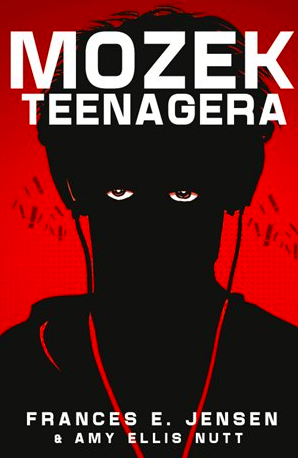 MOZEK
TEENAGERA
FRANCES E. JENSEN
& AMY ELLIS NUTT